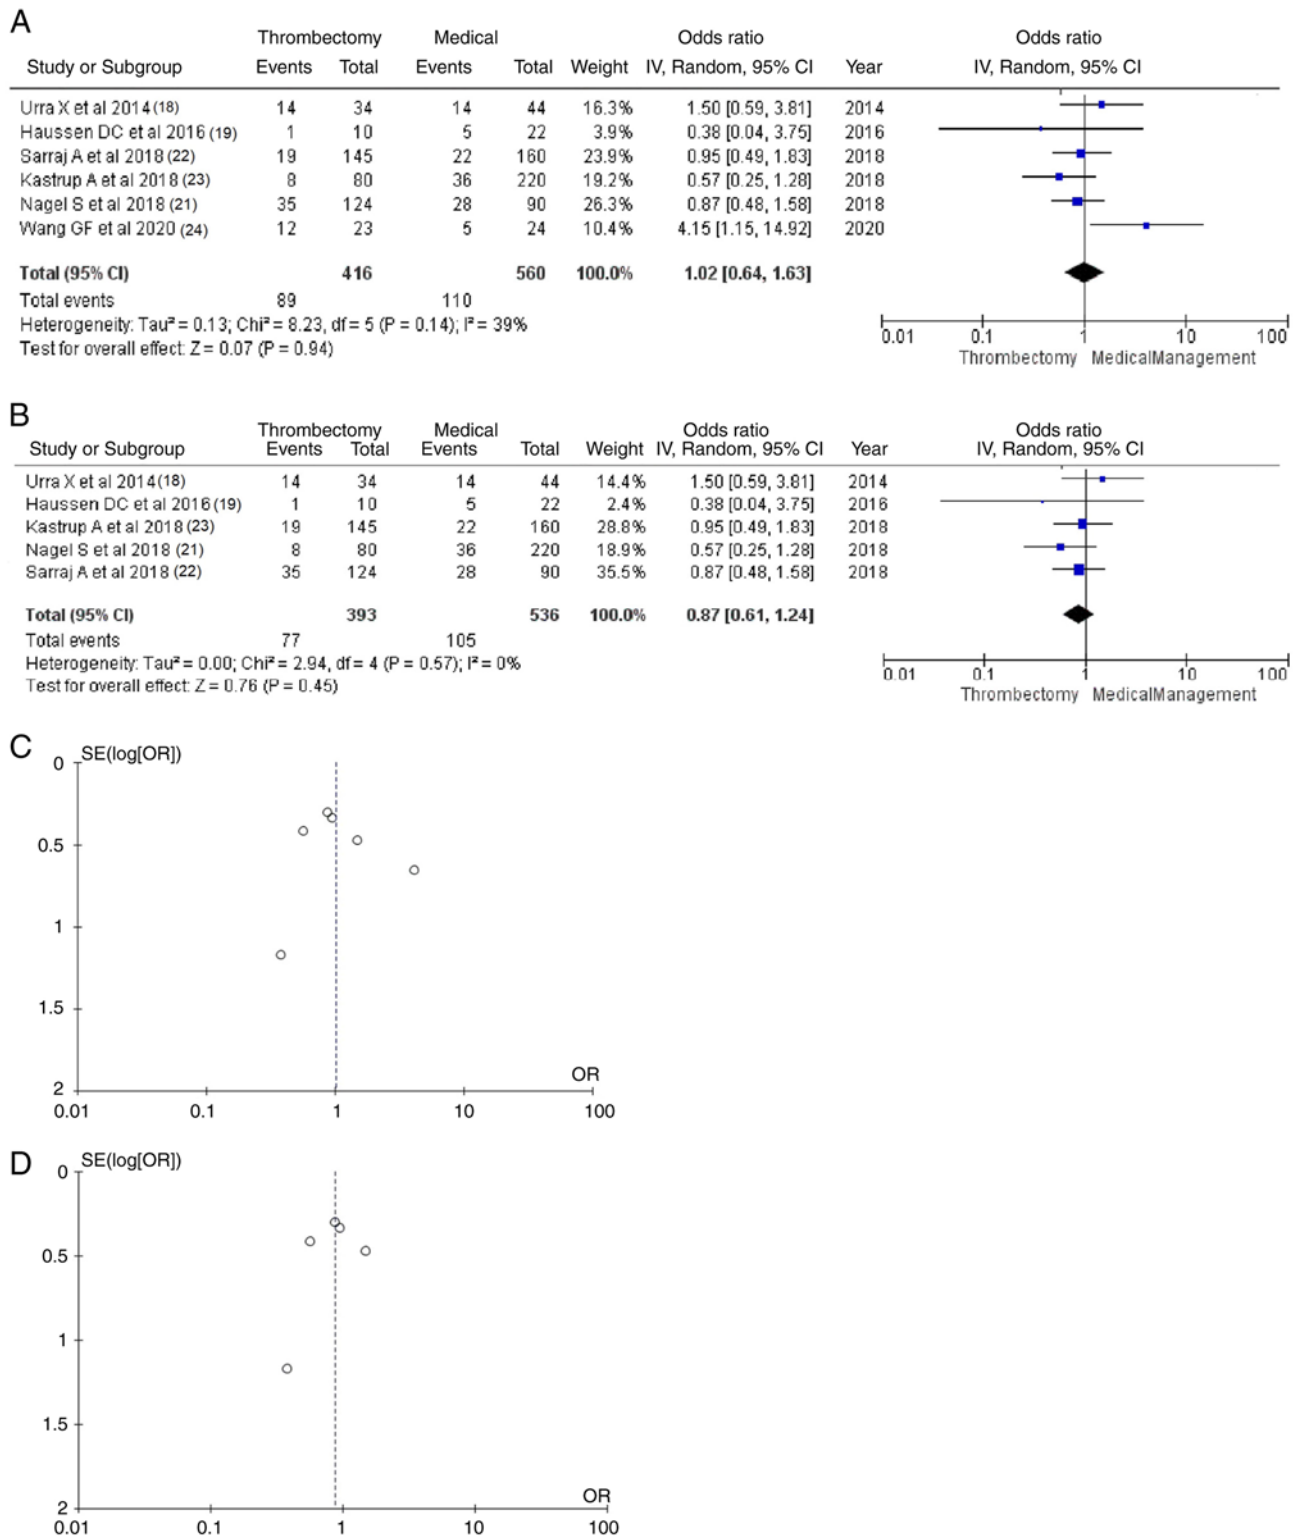 A
Thrombectomy Medical Odds ratio Odds ratio
Study or Subgroup Events Total Events Total Weight IV, Random, 95% CI Year IV, Random, 95% CI
Urra X et al 2014 (18) 14 34 14 44 16.3% 1.50 [0.59, 3.81] 2014
Haussen DC et al 2016 (19) 1 10 5 22 3.9% 0.38 [0.04, 3.75] 2016
Sarraj A et al 2018 (22) 19 145 22 160 23.9% 0.95 [0.49, 1.83] 2018
Kastrup A et al 2018 (23) 8 80 36 220 19.2% 0.57 [0.25, 1.28] 2018
Nagel S et al 2018 (21) 35 124 28 90 26.3% 0.87 [0.48, 1.58] 2018
Wang GF et al 2020 (24) 12 23 5 24 10.4% 4.15 [1.15, 14.92] 2020
Total (95% CI) 416 560 100.0% 1.02 [0.64, 1.63]
Total events 89 110
Heterogeneity: Tau² = 0.13; Chi² = 8.23, df = 5 (P = 0.14); I² = 39%
Test for overall effect: Z = 0.07 (P = 0.94)
0.01 0.1 1 10 100
Thrombectomy MedicalManagement
B
Thrombectomy Medical Odds ratio Odds ratio
Study or Subgroup Events Total Events Total Weight IV, Random, 95% CI Year IV, Random, 95% CI
Urra X et al 2014 (18) 14 34 14 44 14.4% 1.50 [0.59, 3.81] 2014
Haussen DC et al 2016 (19) 1 10 5 22 2.4% 0.38 [0.04, 3.75] 2016
Kastrup A et al 2018 (23) 19 145 22 160 28.8% 0.95 [0.49, 1.83] 2018
Nagel S et al 2018 (21) 8 80 36 220 18.9% 0.57 [0.25, 1.28] 2018
Sarraj A et al 2018 (22) 35 124 28 90 35.5% 0.87 [0.48, 1.58] 2018
Total (95% CI) 393 536 100.0% 0.87 [0.61, 1.24]
Total events 77 105
Heterogeneity: Tau² = 0.00; Chi² = 2.94, df = 4 (P = 0.57); I² = 0%
Test for overall effect: Z = 0.76 (P = 0.45)
0.01 0.1 1 10 100
Thrombectomy MedicalManagement
C
SE(log[OR])
0
0.5
1
1.5
2
OR
0.01 0.1 1 10 100
D
SE(log[OR])
0
0.5
1
1.5
2
OR
0.01 0.1 1 10 100